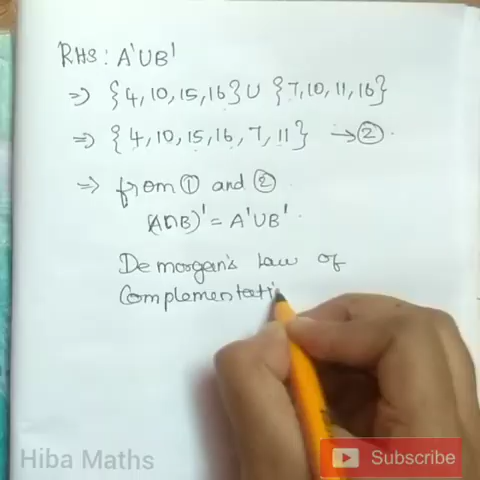 RHS: A'UB'
=> {4, 10, 15, 16} U {7, 10, 11, 16}
=> {4, 10, 15, 16, 7, 11} → ②.
=> from ① and ②
(A∩B)' = A'UB'.
De morgan's Law of
Complementati
Hiba Maths
Subscribe